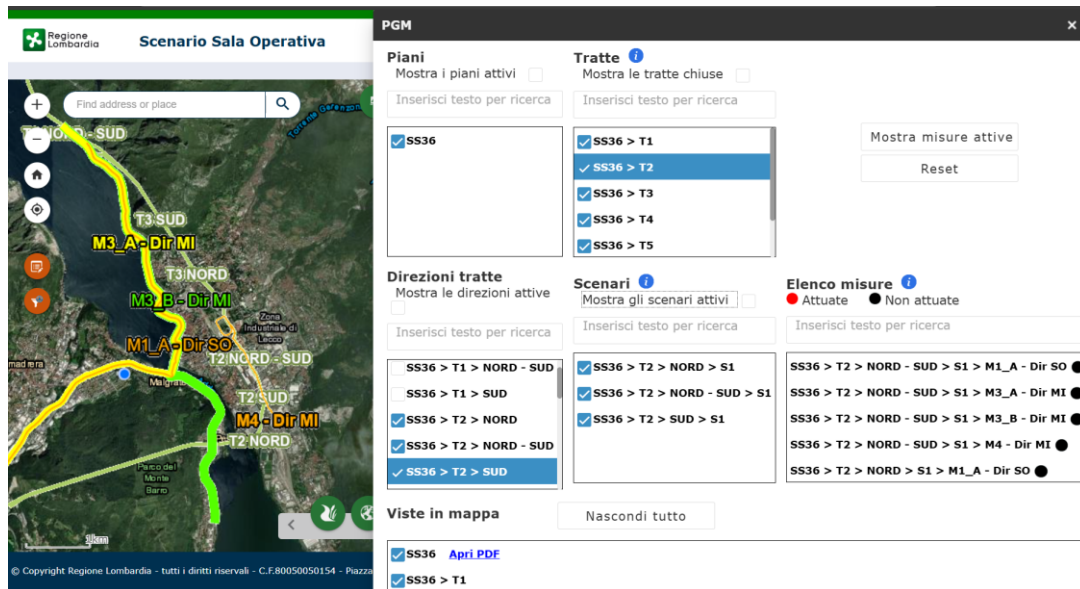 Regione
Lombardia
Scenario Sala Operativa
Find address or place
Torrente Gerenzon
- SUD
T3 SUD
M3_A - Dir MI
T3 NORD
M3_B - Dir MI
Zona
Industriale di
Lecco
M1_A - Dir SO
T2 NORD - SUD
Malgrate
T2 SUD
M4 - Dir MI
T2 NORD
Parco del
Monte
Barro
1km
© Copyright Regione Lombardia - tutti i diritti riservati - C.F.80050050154 - Piazza
PGM
×
Piani
Mostra i piani attivi
Inserisci testo per ricerca
SS36
Tratte
Mostra le tratte chiuse
Inserisci testo per ricerca
SS36 > T1
SS36 > T2
SS36 > T3
SS36 > T4
SS36 > T5
Mostra misure attive
Reset
Direzioni tratte
Mostra le direzioni attive
Inserisci testo per ricerca
SS36 > T1 > NORD - SUD
SS36 > T1 > SUD
SS36 > T2 > NORD
SS36 > T2 > NORD - SUD
SS36 > T2 > SUD
Scenari
Mostra gli scenari attivi
Inserisci testo per ricerca
SS36 > T2 > NORD > S1
SS36 > T2 > NORD - SUD > S1
SS36 > T2 > SUD > S1
Elenco misure
Attuate Non attuate
Inserisci testo per ricerca
SS36 > T2 > NORD - SUD > S1 > M1_A - Dir SO
SS36 > T2 > NORD - SUD > S1 > M3_A - Dir MI
SS36 > T2 > NORD - SUD > S1 > M3_B - Dir MI
SS36 > T2 > NORD - SUD > S1 > M4 - Dir MI
SS36 > T2 > NORD > S1 > M1_A - Dir SO
Viste in mappa
Nascondi tutto
SS36 Apri PDF
SS36 > T1